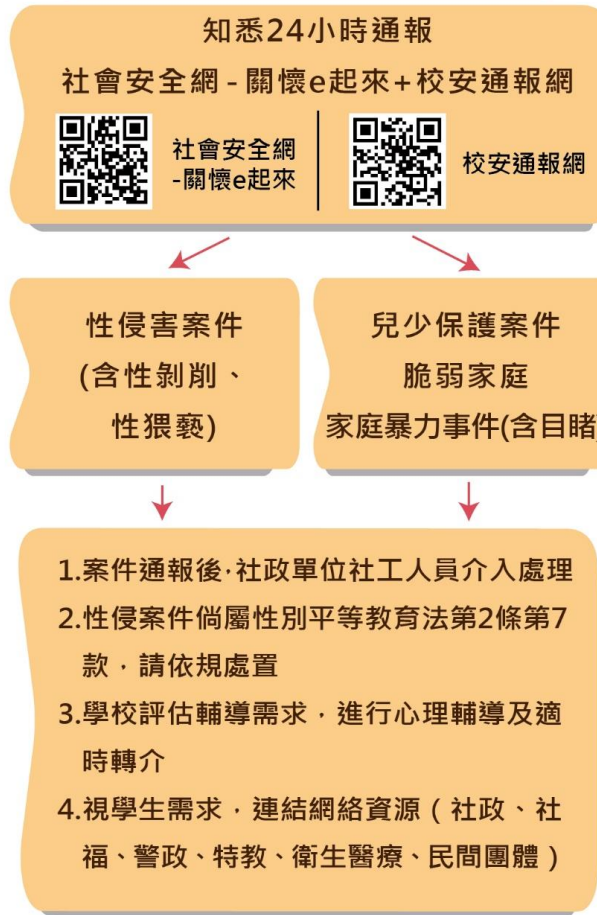 知悉24小時通報
社會安全網-關懷e起來+校安通報網
社會安全網
-關懷e起來
校安通報網
性侵害案件
(含性剝削、
性猥褻)
兒少保護案件
脆弱家庭
家庭暴力事件(含目睹)
1.案件通報後,社政單位社工人員介入處理
2.性侵案件倘屬性別平等教育法第2條第7
款,請依規處置
3.學校評估輔導需求,進行心理輔導及適
時轉介
4.視學生需求,連結網絡資源(社政、社
福、警政、特教、衛生醫療、民間團體)